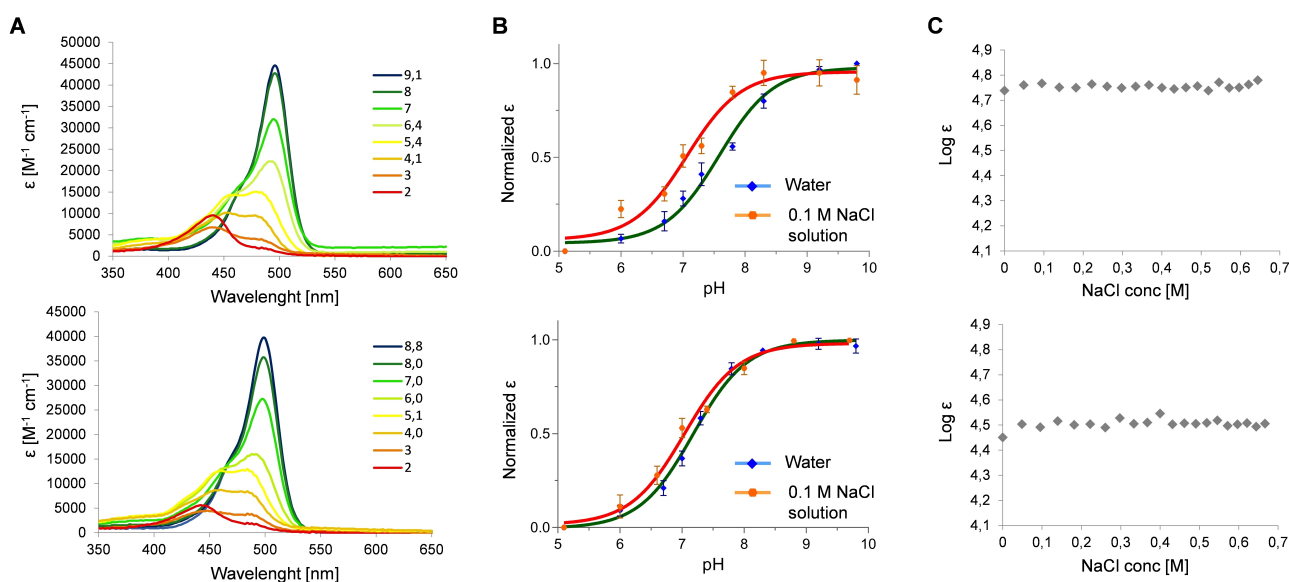 A
50000
45000
40000
35000
30000
25000
20000
15000
10000
5000
0
ε [M⁻¹ cm⁻¹]
350 400 450 500 550 600 650
Wavelenght [nm]
9,1
8
7
6,4
5,4
4,1
3
2
45000
40000
35000
30000
25000
20000
15000
10000
5000
0
ε [M⁻¹ cm⁻¹]
350 400 450 500 550 600 650
Wavelenght [nm]
8,8
8,0
7,0
6,0
5,1
4,0
3
2
B
1.0
0.5
0.0
Normalized ε
5 6 7 8 9 10
pH
Water
0.1 M NaCl
solution
1.0
0.5
0.0
Normalized ε
5 6 7 8 9 10
pH
Water
0.1 M NaCl
solution
C
4,9
4,8
4,7
4,6
4,5
4,4
4,3
4,2
4,1
Log ε
0 0,1 0,2 0,3 0,4 0,5 0,6 0,7
NaCl conc [M]
4,9
4,8
4,7
4,6
4,5
4,4
4,3
4,2
4,1
Log ε
0 0,1 0,2 0,3 0,4 0,5 0,6 0,7
NaCl conc [M]